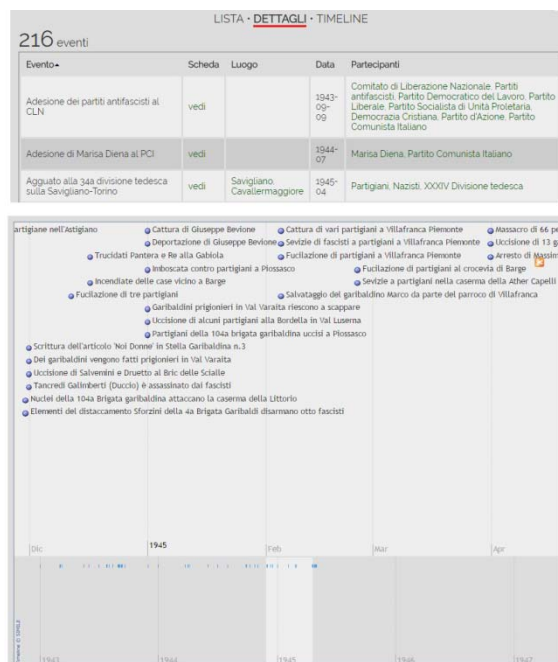 LISTA • DETTAGLI • TIMELINE
216 eventi
Evento Scheda Luogo Data Partecipanti
Adesione dei partiti antifascisti al
CLN
vedi
1943-
09-
09
Comitato di Liberazione Nazionale, Partiti
antifascisti, Partito Democratico del Lavoro, Partito
Liberale, Partito Socialista di Unità Proletaria,
Democrazia Cristiana, Partito d'Azione, Partito
Comunista Italiano
Adesione di Marisa Diena al PCI
vedi
1944-
07
Marisa Diena, Partito Comunista Italiano
Agguato alla 34a divisione tedesca
sulla Savigliano-Torino
vedi
Savigliano,
Cavallermaggiore
1945-
04
Partigiani, Nazisti, XXXIV Divisione tedesca
artigiane nell'Astigiano Cattura di Giuseppe Bevione Cattura di vari partigiani a Villafranca Piemonte Massacro di 66 pe
Deportazione di Giuseppe Bevione Sevizie di fascisti a partigiani a Villafranca Piemonte Uccisione di 13 g
Trucidati Pantera e Re alla Gabiola Fucilazione di partigiani a Villafranca Piemonte Arresto di Massim
Imboscata contro partigiani a Piossasco Fucilazione di partigiani al crocevia di Barge
Incendiate delle case vicino a Barge Sevizie a partigiani nella caserma della Ather Capelli
Fucilazione di tre partigiani Salvataggio del garibaldino Marco da parte del parroco di Villafranca
Garibaldini prigionieri in Val Varaita riescono a scappare
Uccisione di alcuni partigiani alla Bordella in Val Luserna
Partigiani della 104a brigata garibaldina uccisi a Piossasco
Scrittura dell'articolo 'Noi Donne' in Stella Garibaldina n.3
Dei garibaldini vengono fatti prigionieri in Val Varaita
Uccisione di Salvemini e Druetto al Bric delle Scialle
Tancredi Galimberti (Duccio) è assassinato dai fascisti
Nuclei della 104a Brigata garibaldina attaccano la caserma della Littorio
Elementi del distaccamento Sforzini della 4a Brigata Garibaldi disarmano otto fascisti
Dic 1945 Feb Mar Apr
Timeline © SIMILE
1943 1944 1945 1946 1947